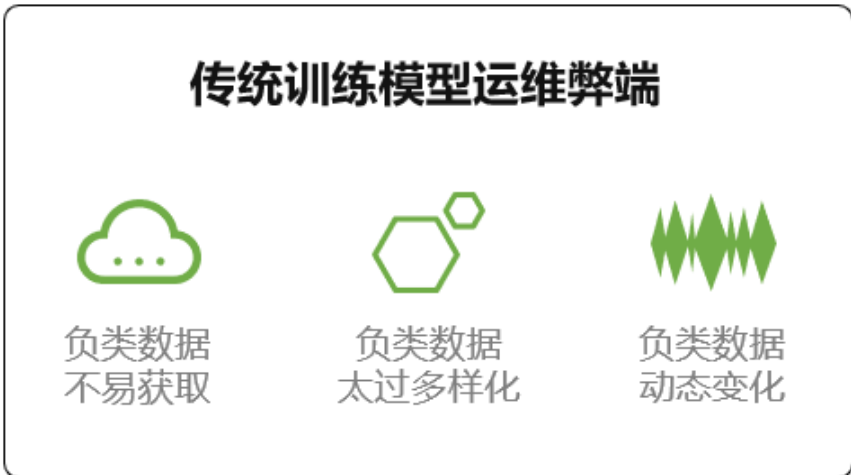 传统训练模型运维弊端
负类数据
不易获取
负类数据
太过多样化
负类数据
动态变化